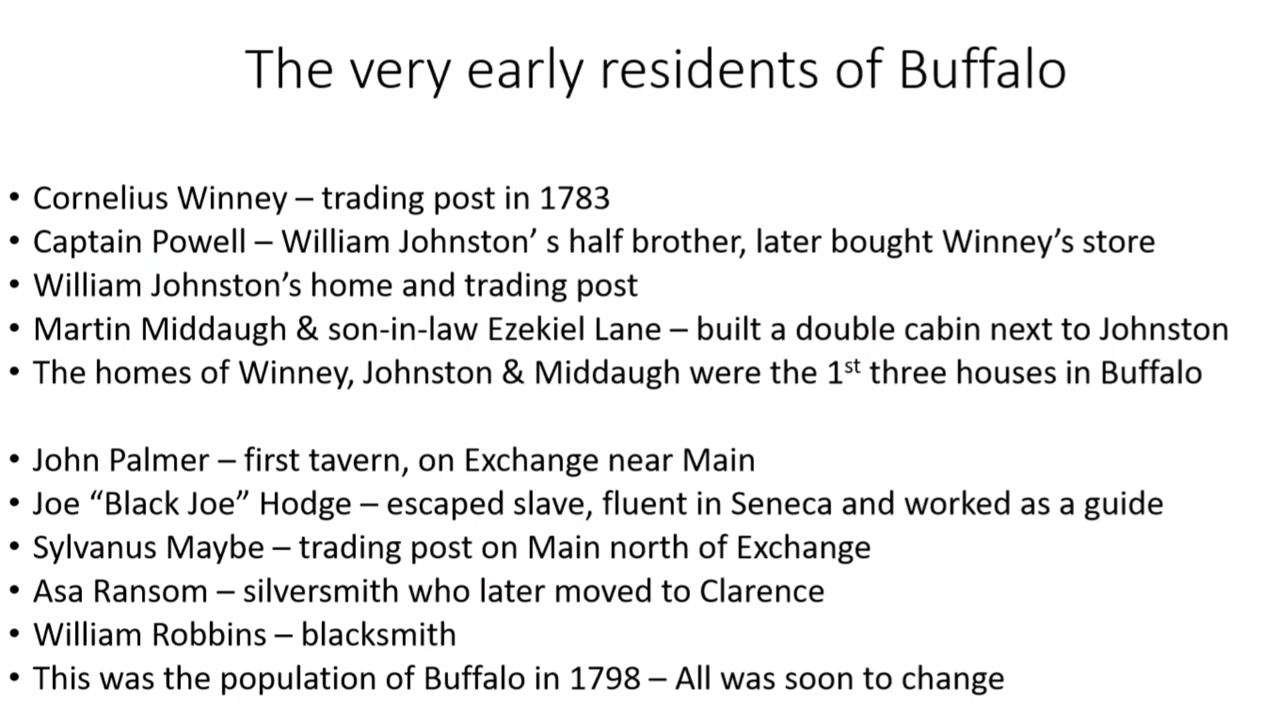 The very early residents of Buffalo
• Cornelius Winney – trading post in 1783
• Captain Powell – William Johnston’ s half brother, later bought Winney’s store
• William Johnston’s home and trading post
• Martin Middaugh & son-in-law Ezekiel Lane – built a double cabin next to Johnston
• The homes of Winney, Johnston & Middaugh were the 1st three houses in Buffalo
• John Palmer – first tavern, on Exchange near Main
• Joe “Black Joe” Hodge – escaped slave, fluent in Seneca and worked as a guide
• Sylvanus Maybe – trading post on Main north of Exchange
• Asa Ransom – silversmith who later moved to Clarence
• William Robbins – blacksmith
• This was the population of Buffalo in 1798 – All was soon to change